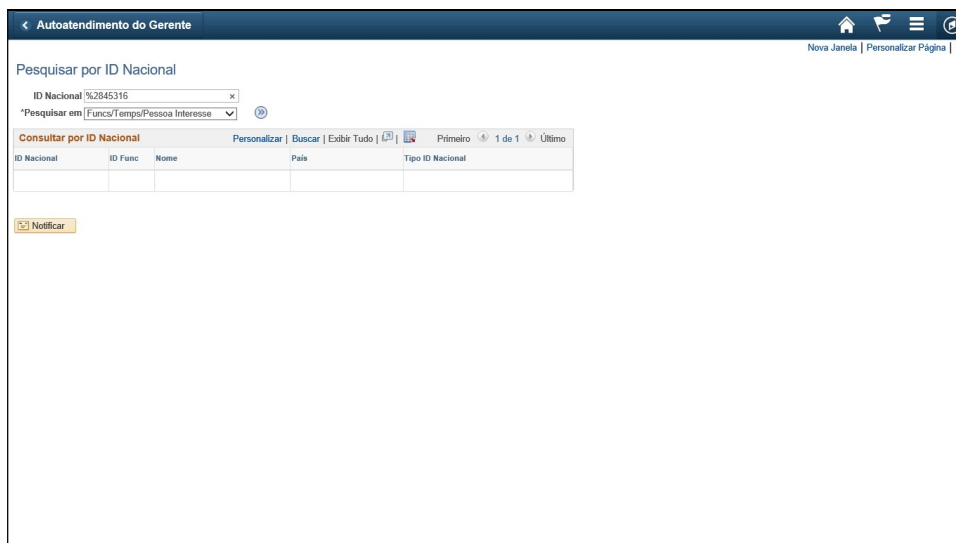 Autoatendimento do Gerente
Nova Janela | Personalizar Página |
Pesquisar por ID Nacional
ID Nacional %2845316 ×
*Pesquisar em Funcs/Temps/Pessoa Interesse
Consultar por ID Nacional Personalizar | Buscar | Exibir Tudo | | Primeiro 1 de 1 Último
ID Nacional ID Func Nome País Tipo ID Nacional
Notificar